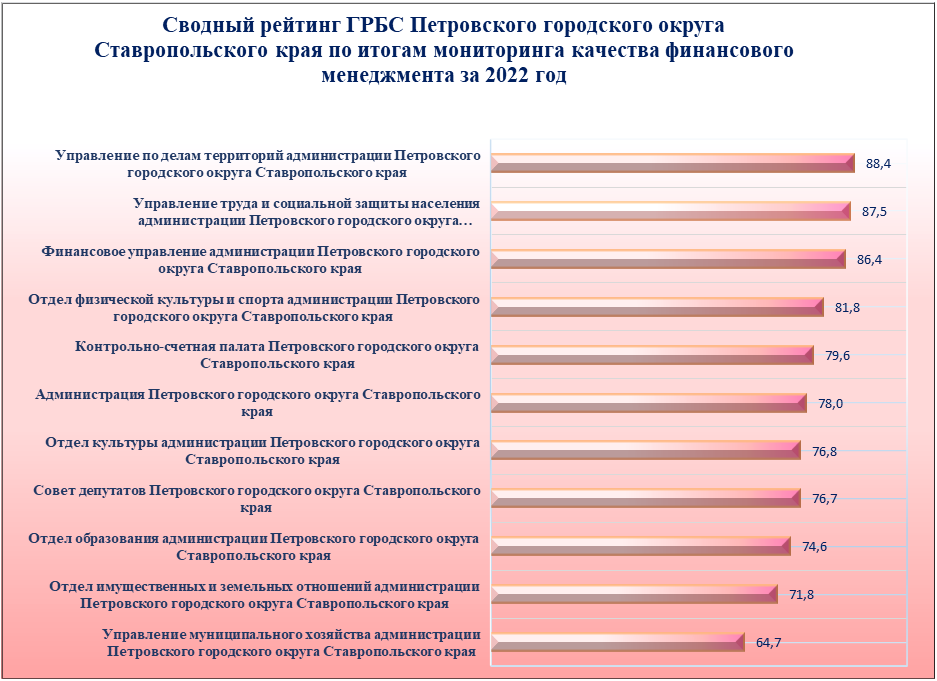 Сводный рейтинг ГРБС Петровского городского округа
Ставропольского края по итогам мониторинга качества финансового
менеджмента за 2022 год
Управление по делам территорий администрации Петровского
городского округа Ставропольского края
88,4
Управление труда и социальной защиты населения
администрации Петровского городского округа…
87,5
Финансовое управление администрации Петровского городского
округа Ставропольского края
86,4
Отдел физической культуры и спорта администрации Петровского
городского округа Ставропольского края
81,8
Контрольно-счетная палата Петровского городского округа
Ставропольского края
79,6
Администрация Петровского городского округа Ставропольского
края
78,0
Отдел культуры администрации Петровского городского округа
Ставропольского края
76,8
Совет депутатов Петровского городского округа Ставропольского
края
76,7
Отдел образования администрации Петровского городского округа
Ставропольского края
74,6
Отдел имущественных и земельных отношений администрации
Петровского городского округа Ставропольского края
71,8
Управление муниципального хозяйства администрации
Петровского городского округа Ставропольского края
64,7